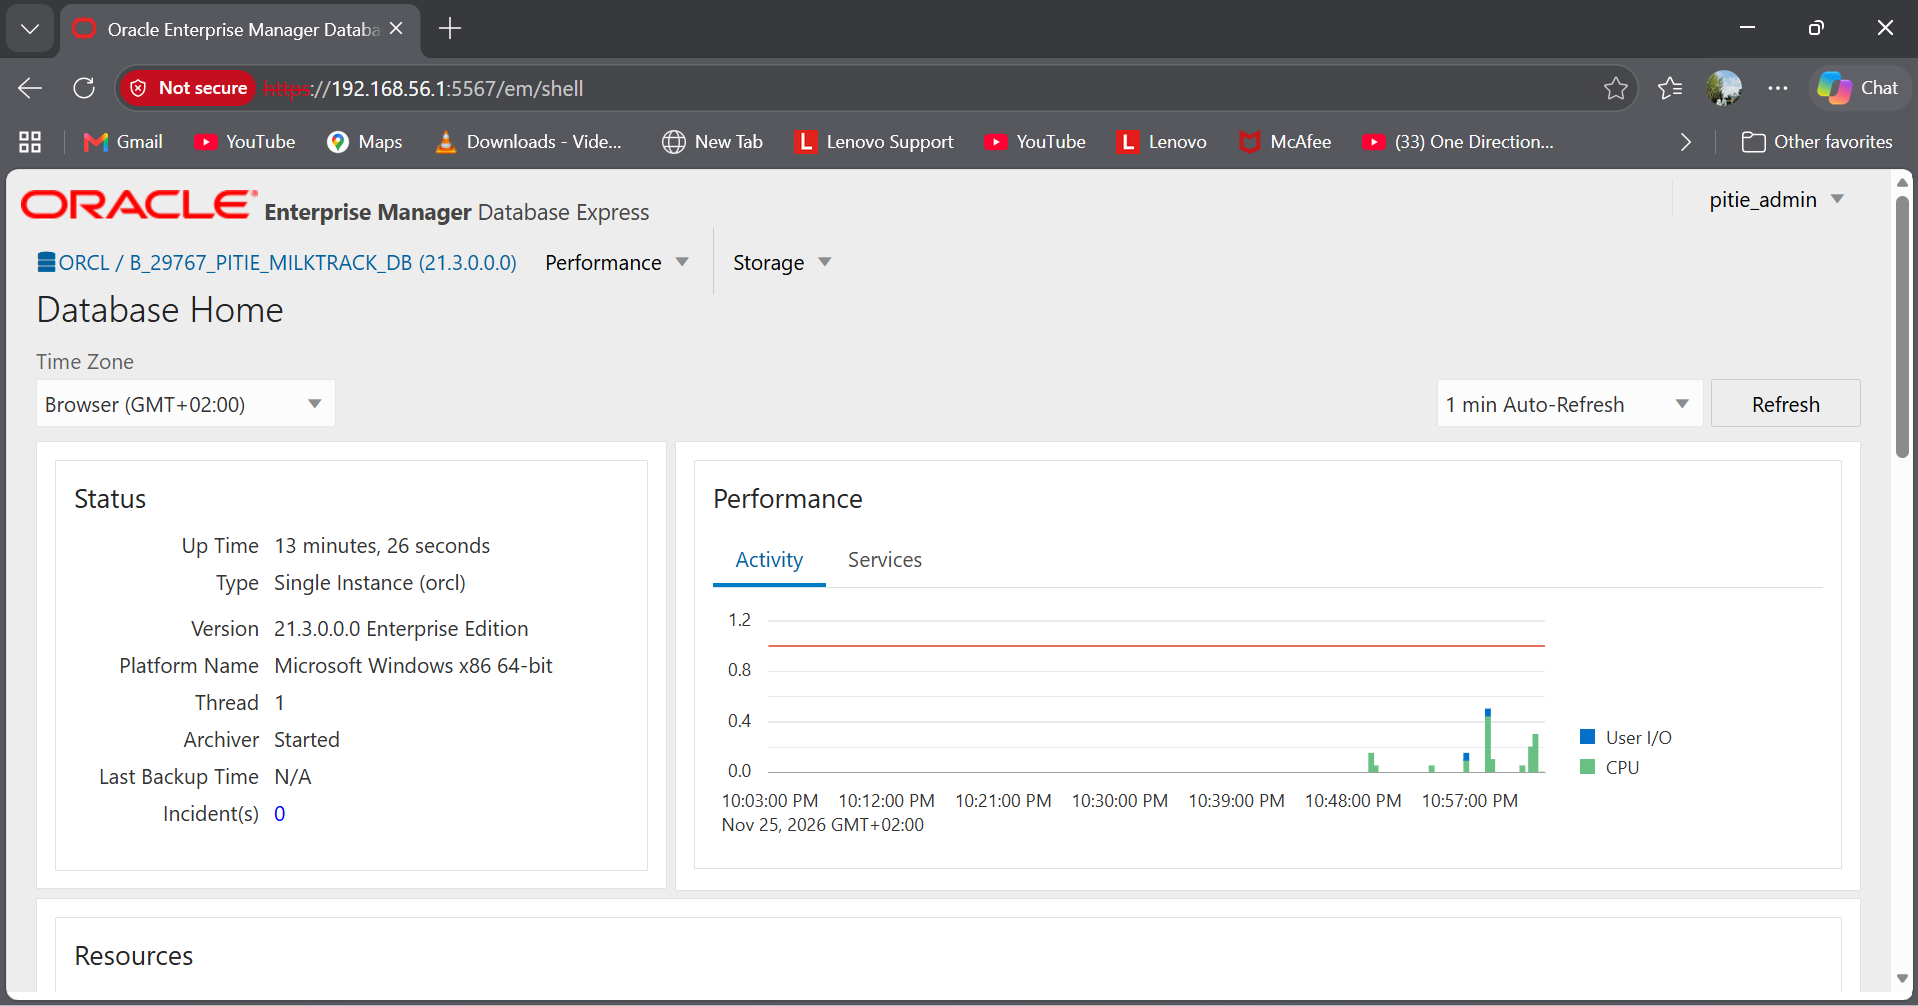 Oracle Enterprise Manager Databa
Not secure https://192.168.56.1:5567/em/shell
Chat
Gmail YouTube Maps Downloads - Vide... New Tab Lenovo Support YouTube Lenovo McAfee (33) One Direction... Other favorites
ORACLE® Enterprise Manager Database Express
pitie_admin
ORCL / B_29767_PITIE_MILKTRACK_DB (21.3.0.0.0) Performance Storage
Database Home
Time Zone
Browser (GMT+02:00)
1 min Auto-Refresh Refresh
Status
Up Time 13 minutes, 26 seconds
Type Single Instance (orcl)
Version 21.3.0.0.0 Enterprise Edition
Platform Name Microsoft Windows x86 64-bit
Thread 1
Archiver Started
Last Backup Time N/A
Incident(s) 0
Performance
Activity Services
1.2
0.8
0.4
0.0
10:03:00 PM 10:12:00 PM 10:21:00 PM 10:30:00 PM 10:39:00 PM 10:48:00 PM 10:57:00 PM
Nov 25, 2026 GMT+02:00
User I/O
CPU
Resources